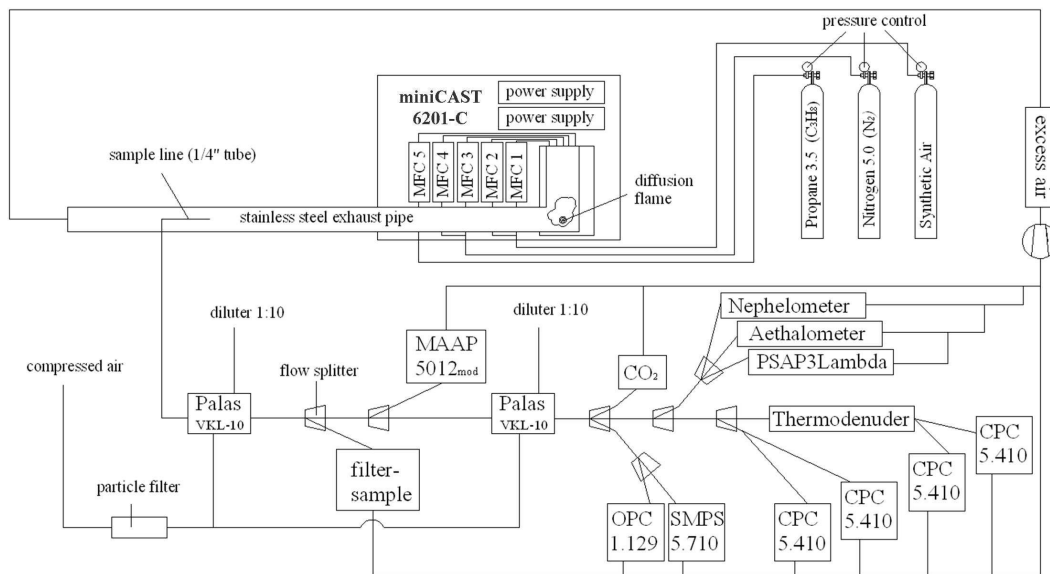 pressure control
miniCAST
6201-C
power supply
power supply
MFC 5
MFC 4
MFC 3
MFC 2
MFC 1
Propane 3.5 (C₃H₈)
Nitrogen 5.0 (N₂)
Synthetic Air
excess air
sample line (1/4" tube)
diffusion
flame
stainless steel exhaust pipe
diluter 1:10
diluter 1:10
Nephelometer
Aethalometer
PSAP3Lambda
MAAP
5012mod
CO₂
compressed air
flow splitter
Palas
VKL-10
Palas
VKL-10
Thermodenuder
filter-
sample
particle filter
OPC
1.129
SMPS
5.710
CPC
5.410
CPC
5.410
CPC
5.410
CPC
5.410